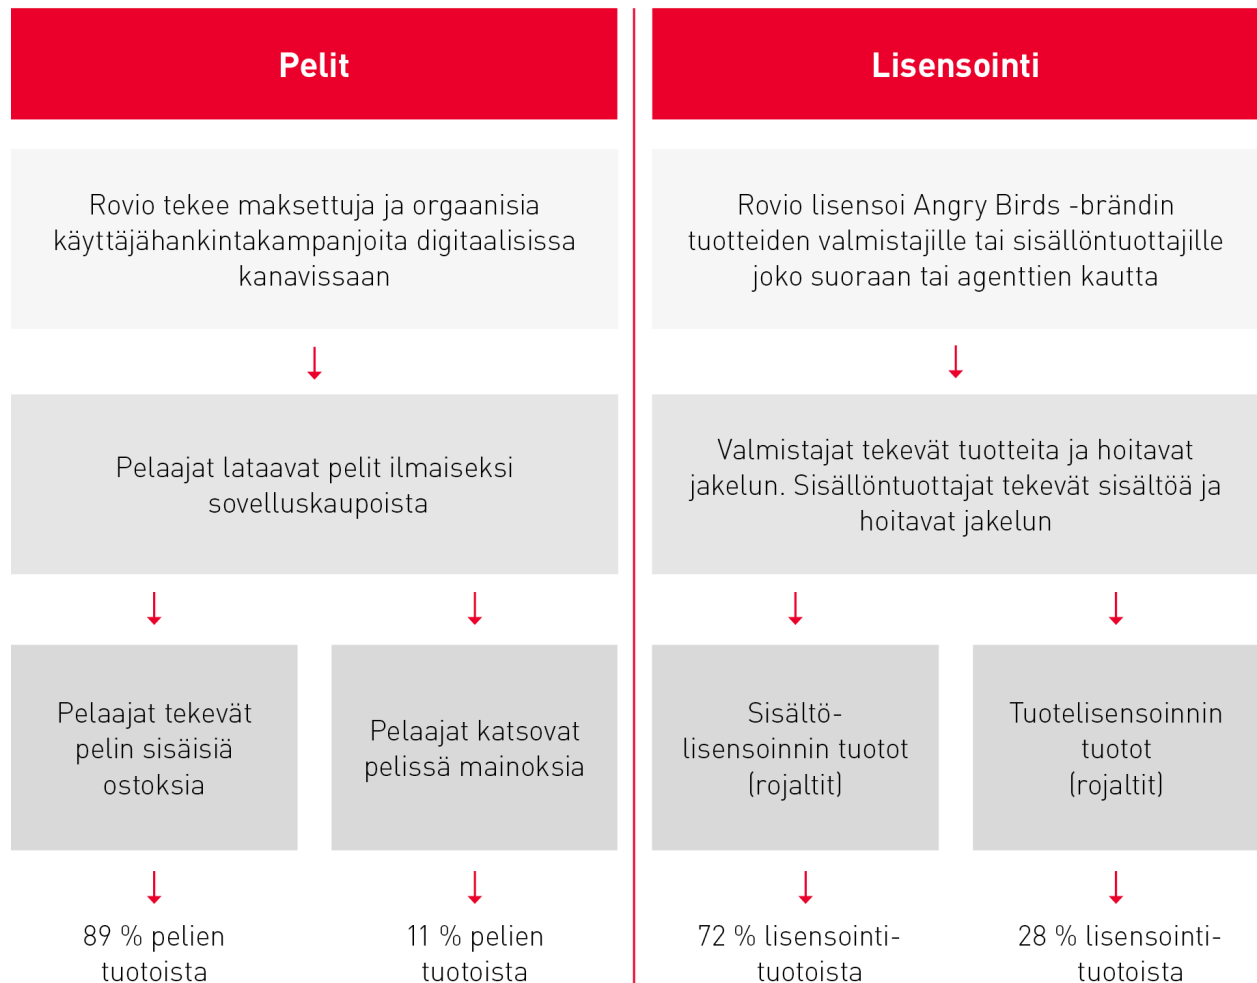 Pelit
Rovio tekee maksettuja ja orgaanisia
käyttäjähankintakampanjoita digitaalisissa
kanavissaan
Pelaajat lataavat pelit ilmaiseksi
sovelluskaupoista
Pelaajat tekevät
pelin sisäisiä
ostoksia
Pelaajat katsovat
pelissä mainoksia
89 % pelien
tuotoista
11 % pelien
tuotoista
Lisensointi
Rovio lisensoi Angry Birds -brändin
tuotteiden valmistajille tai sisällöntuottajille
joko suoraan tai agenttien kautta
Valmistajat tekevät tuotteita ja hoitavat
jakelun. Sisällöntuottajat tekevät sisältöä ja
hoitavat jakelun
Sisältö-
lisensoinnin tuotot
(rojaltit)
Tuotelisensoinnin
tuotot
(rojaltit)
72 % lisensointi-
tuotoista
28 % lisensointi-
tuotoista